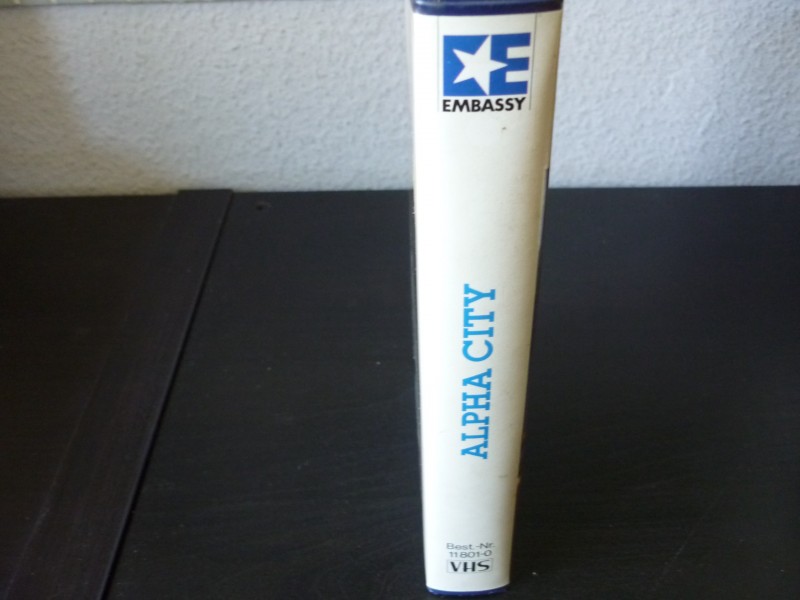 EMBASSY
ALPHA CITY
Best.-Nr.
11801-0
VHS